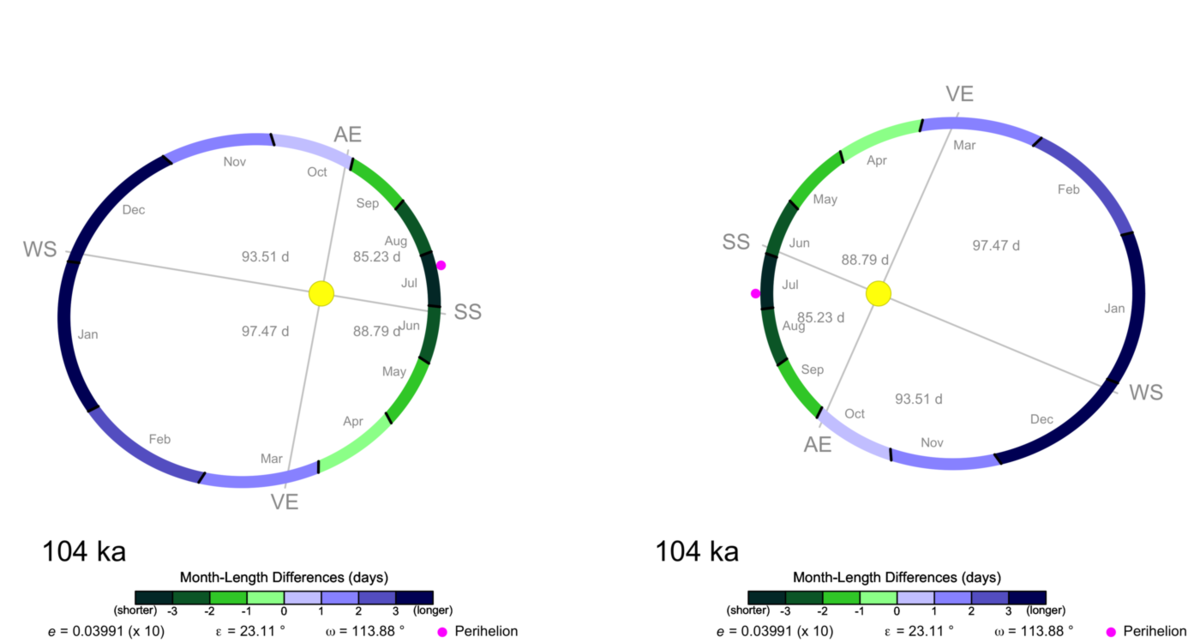 AE
Nov
Oct
Sep
Dec
Aug
WS
93.51 d
85.23 d
Jul
SS
97.47 d
88.79 d
Jun
Jan
May
Apr
Feb
Mar
VE
104 ka
Month-Length Differences (days)
(shorter) -3 -2 -1 0 1 2 3 (longer)
e = 0.03991 (x 10) ε = 23.11 ° ω = 113.88 ° Perihelion
VE
Mar
Apr
Feb
May
SS
Jun
97.47 d
88.79 d
Jul
Jan
85.23 d
Aug
Sep
WS
93.51 d
Oct
Dec
AE
Nov
104 ka
Month-Length Differences (days)
(shorter) -3 -2 -1 0 1 2 3 (longer)
e = 0.03991 (x 10) ε = 23.11 ° ω = 113.88 ° Perihelion